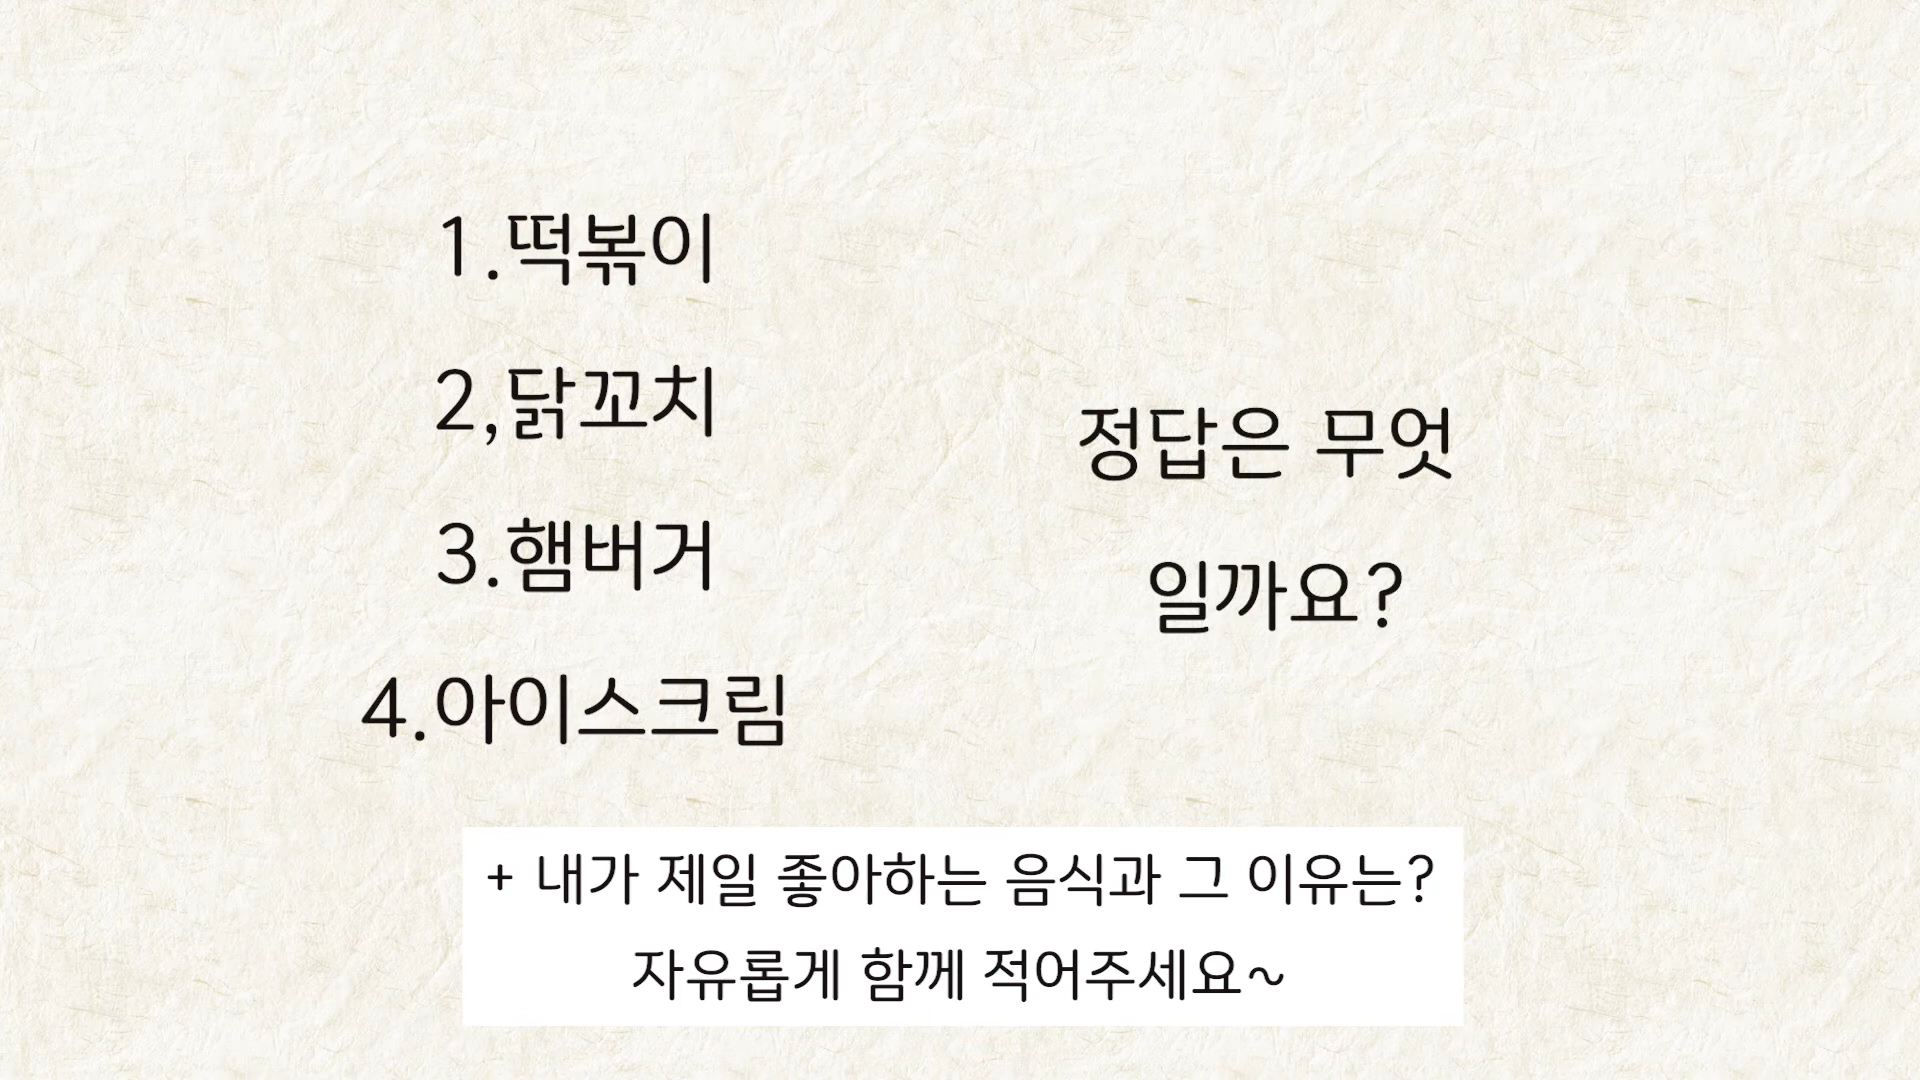 1.떡볶이
2,닭꼬치
3.햄버거
4.아이스크림
정답은 무엇
일까요?
+ 내가 제일 좋아하는 음식과 그 이유는?
자유롭게 함께 적어주세요~